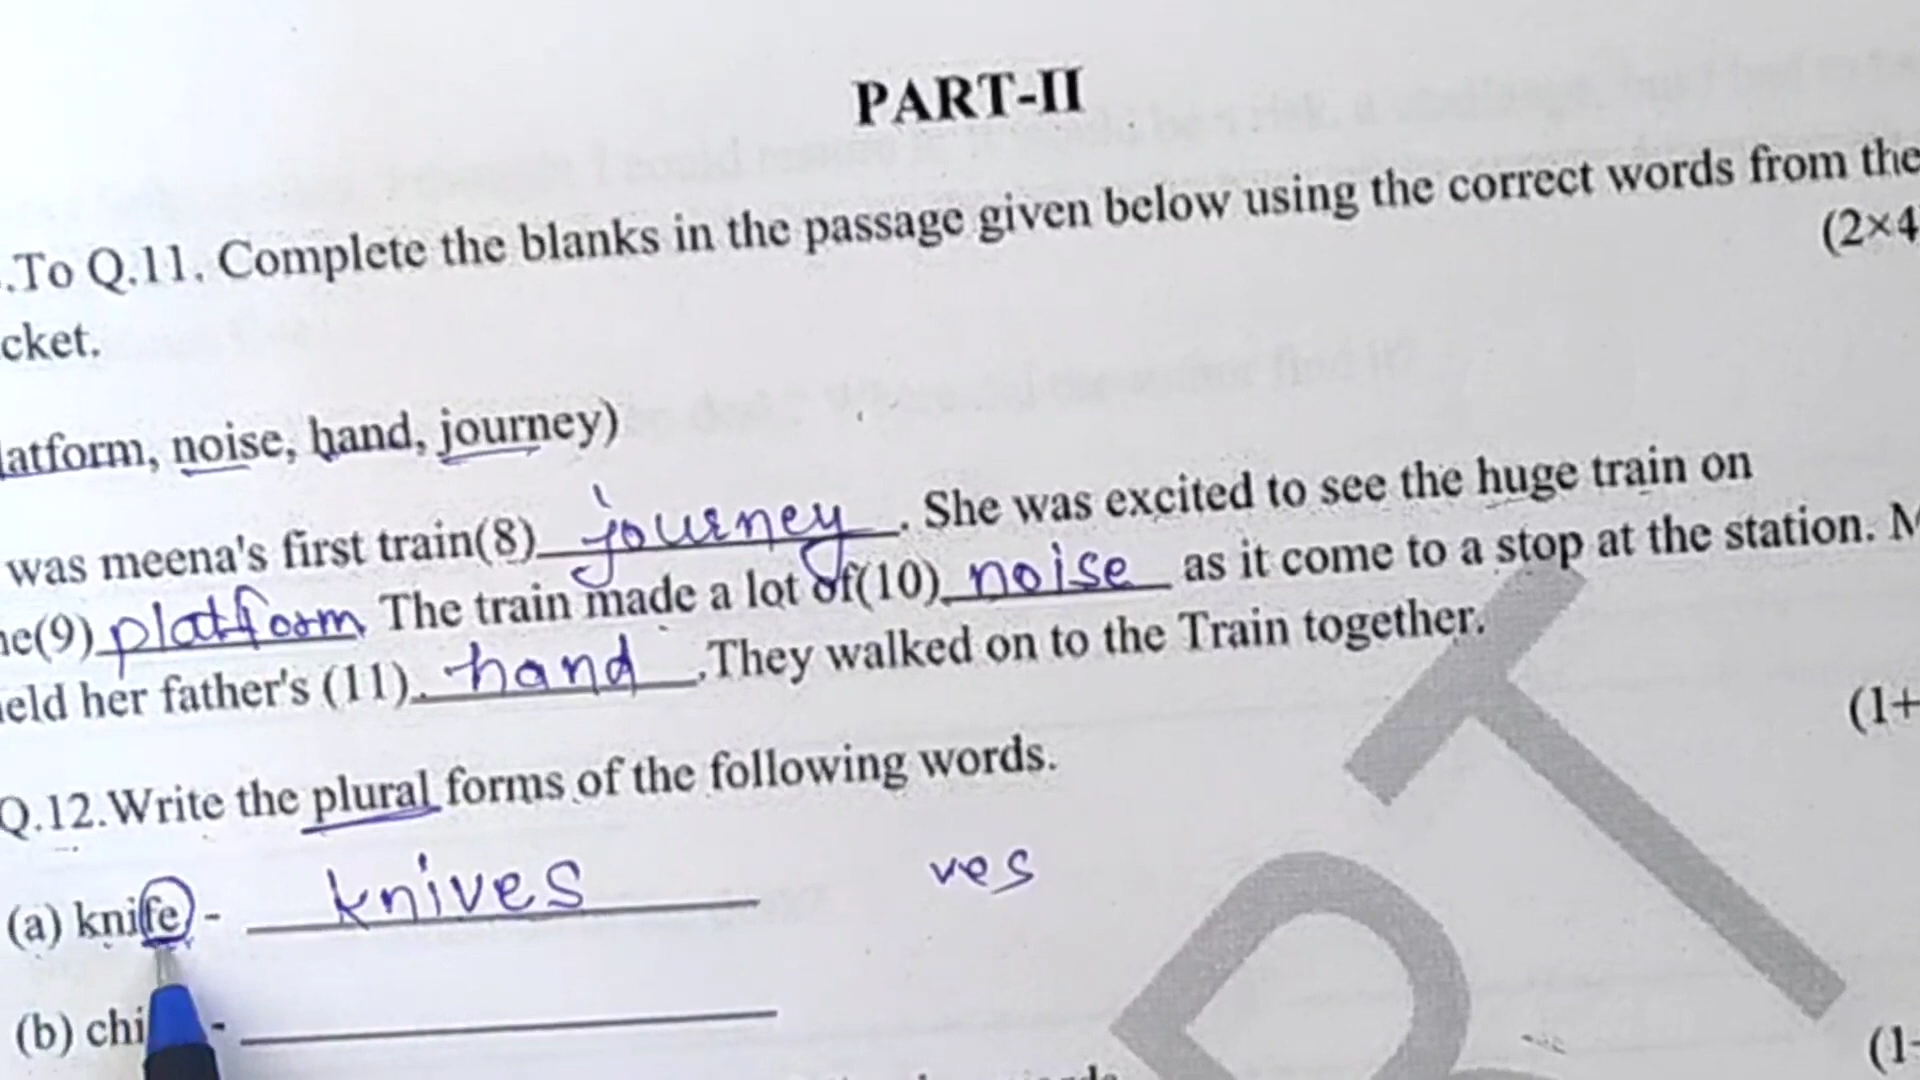 PART-II
.To Q.11. Complete the blanks in the passage given below using the correct words from the
(2×4
cket.
latform, noise, hand, journey)
was meena's first train(8) journey. She was excited to see the huge train on
he(9) platform The train made a lot of(10) noise as it come to a stop at the station. M
held her father's (11). hand .They walked on to the Train together.
(1+
Q.12.Write the plural forms of the following words.
(a) knife - knives ves
(b) chi -
(1-